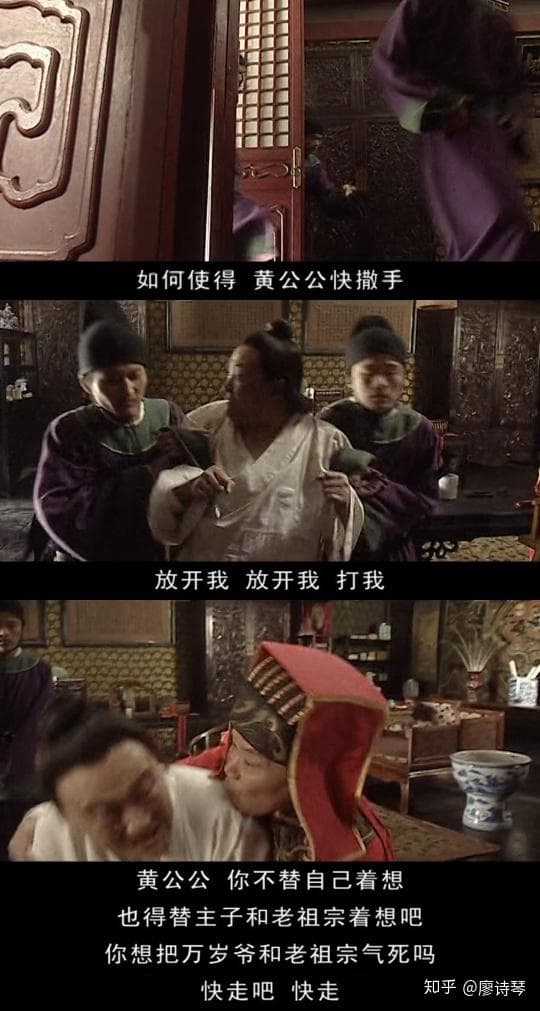 如何使得 黄公公快撒手
放开我 放开我 打我
黄公公 你不替自己着想
也得替主子和老祖宗着想吧
你想把万岁爷和老祖宗气死吗
快走吧 快走
知乎 @廖诗琴